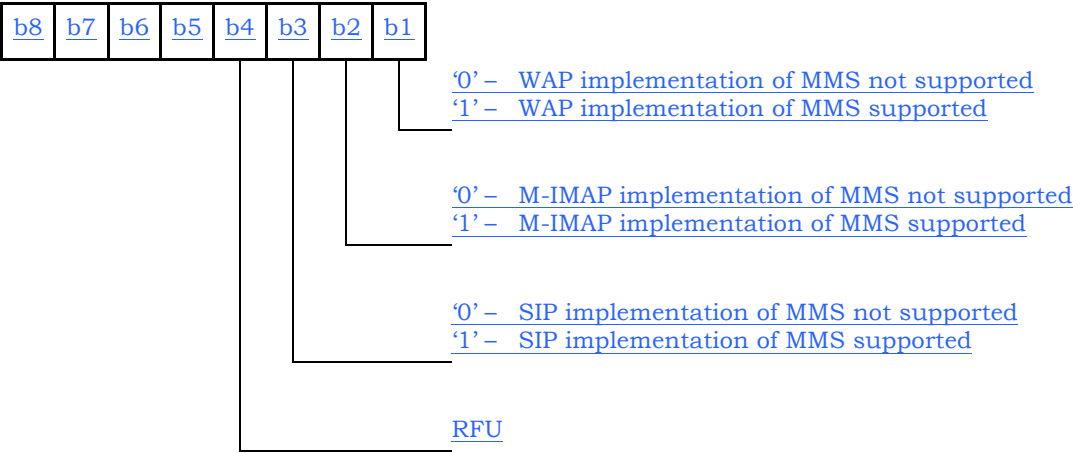 b8 b7 b6 b5 b4 b3 b2 b1
‘0’ – WAP implementation of MMS not supported
‘1’ – WAP implementation of MMS supported
‘0’ – M-IMAP implementation of MMS not supported
‘1’ – M-IMAP implementation of MMS supported
‘0’ – SIP implementation of MMS not supported
‘1’ – SIP implementation of MMS supported
RFU